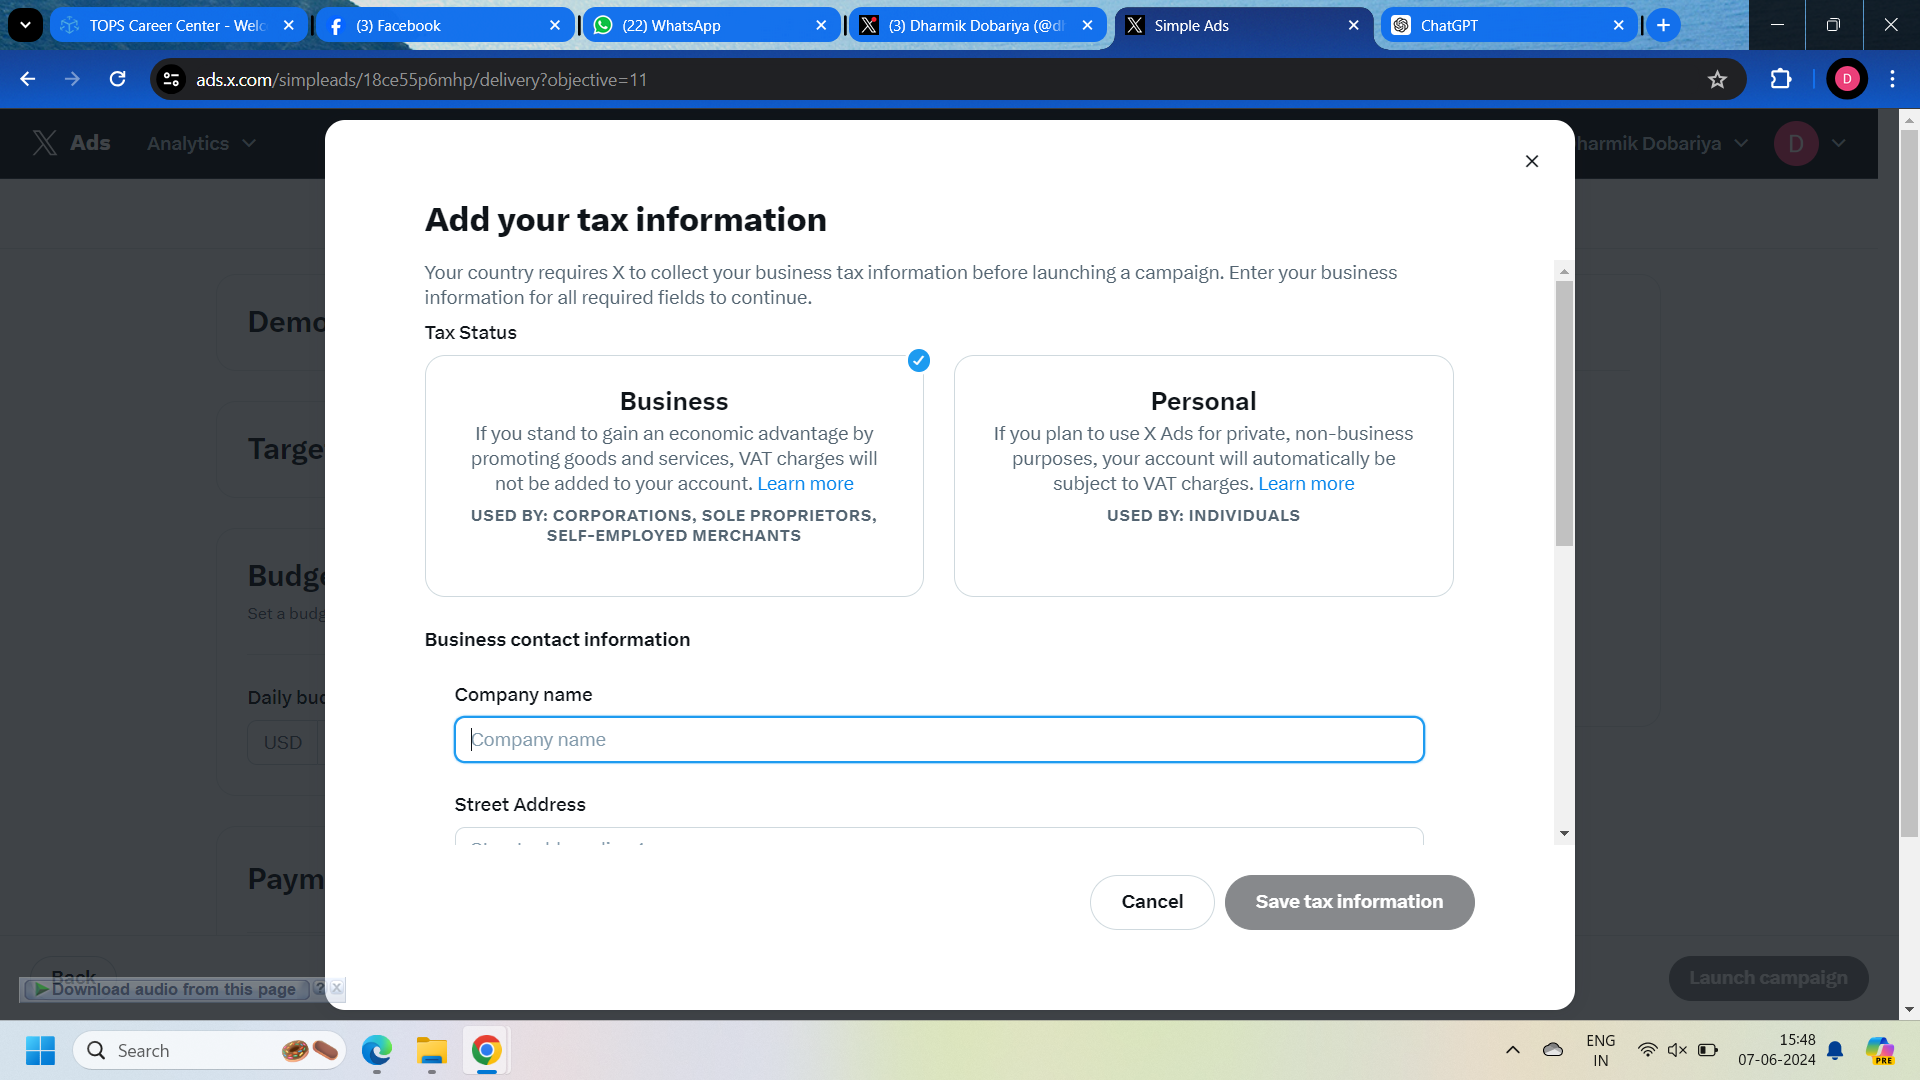 TOPS Career Center - Welc
(3) Facebook
(22) WhatsApp
(3) Dharmik Dobariya (@dh
Simple Ads
ChatGPT
ads.x.com/simpleads/18ce55p6mhp/delivery?objective=11
D
Ads
Analytics
harmik Dobariya
D
Add your tax information
Your country requires X to collect your business tax information before launching a campaign. Enter your business
information for all required fields to continue.
Tax Status
Business
If you stand to gain an economic advantage by
promoting goods and services, VAT charges will
not be added to your account. Learn more
USED BY: CORPORATIONS, SOLE PROPRIETORS,
SELF-EMPLOYED MERCHANTS
Personal
If you plan to use X Ads for private, non-business
purposes, your account will automatically be
subject to VAT charges. Learn more
USED BY: INDIVIDUALS
Demo
Targe
Budge
Set a budg
Daily bud
USD
Paym
Business contact information
Company name
Company name
Street Address
Cancel
Save tax information
Back
Launch campaign
Download audio from this page
?
Search
ENG
IN
15:48
07-06-2024
PRE